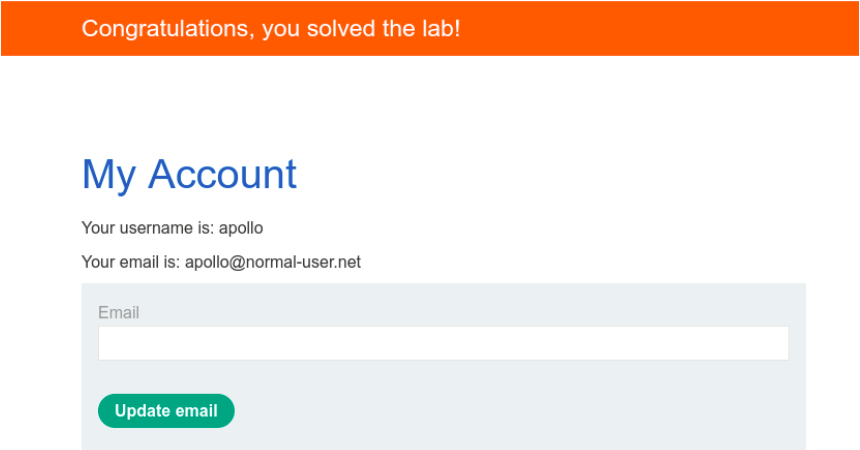 Congratulations, you solved the lab!
My Account
Your username is: apollo
Your email is: apollo@normal-user.net
Email
Update email